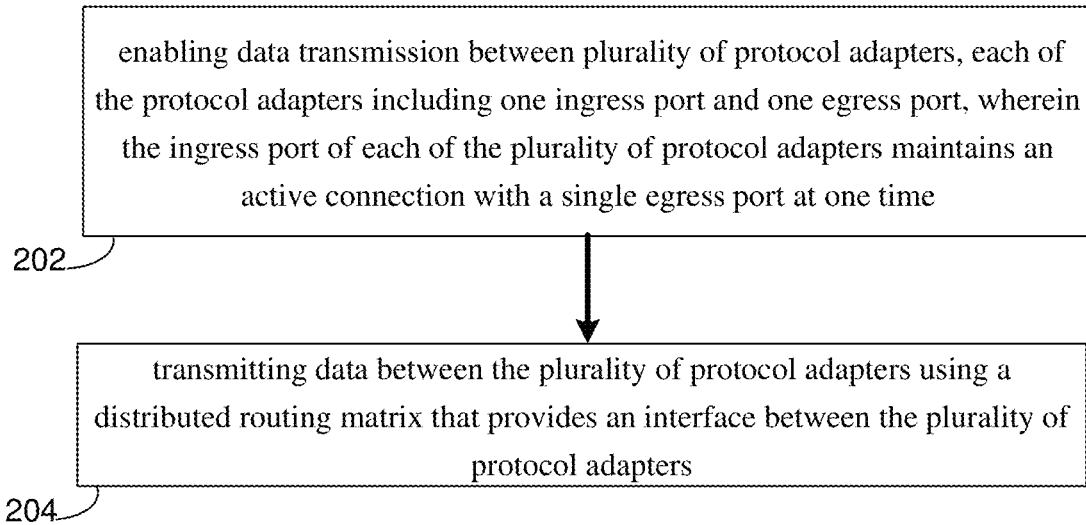 enabling data transmission between plurality of protocol adapters, each of
the protocol adapters including one ingress port and one egress port, wherein
the ingress port of each of the plurality of protocol adapters maintains an
active connection with a single egress port at one time
202
transmitting data between the plurality of protocol adapters using a
distributed routing matrix that provides an interface between the plurality of
protocol adapters
204